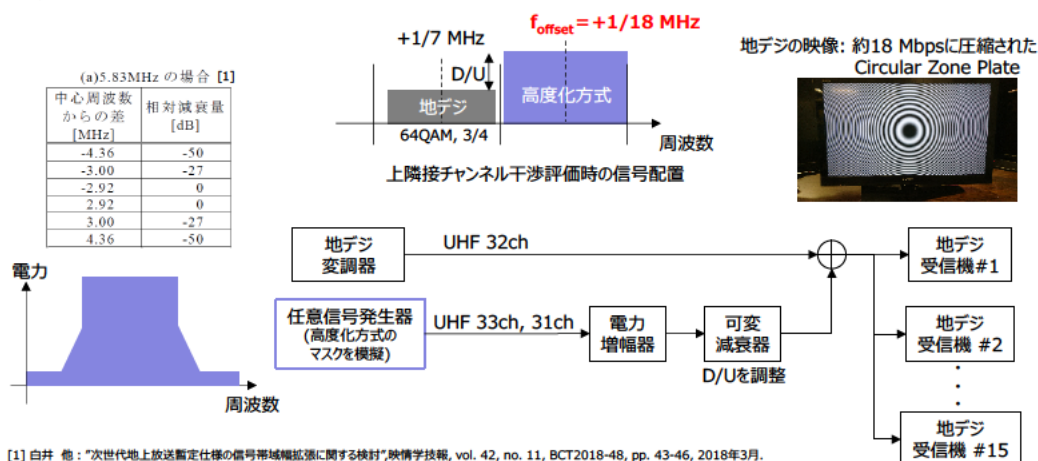 f_offset=+1/18 MHz
+1/7 MHz
D/U
地デジ
高度化方式
64QAM, 3/4
周波数
上隣接チャンネル干渉評価時の信号配置
地デジの映像: 約18 Mbpsに圧縮された
Circular Zone Plate
(a)5.83MHz の場合 [1]
中心周波数 相対減衰量
からの差 [dB]
[MHz]
-4.36 -50
-3.00 -27
-2.92 0
2.92 0
3.00 -27
4.36 -50
電力
周波数
地デジ
変調器
UHF 32ch
任意信号発生器
(高度化方式の
マスクを模擬)
UHF 33ch, 31ch
電力
増幅器
可変
減衰器
D/Uを調整
地デジ
受信機#1
地デジ
受信機 #2
・
・
・
地デジ
受信機 #15
[1] 白井 他 : "次世代地上放送暫定仕様の信号帯域幅拡張に関する検討",映情学技報, vol. 42, no. 11, BCT2018-48, pp. 43-46, 2018年3月.